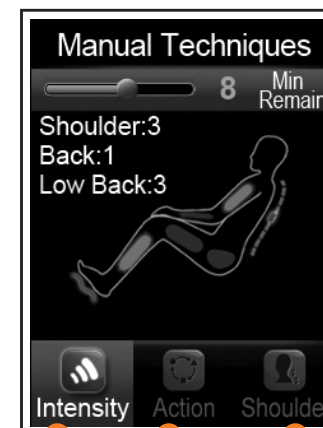 Manual Techniques
8 Min Remain
Shoulder:3
Back:1
Low Back:3
Intensity Action Shoulde